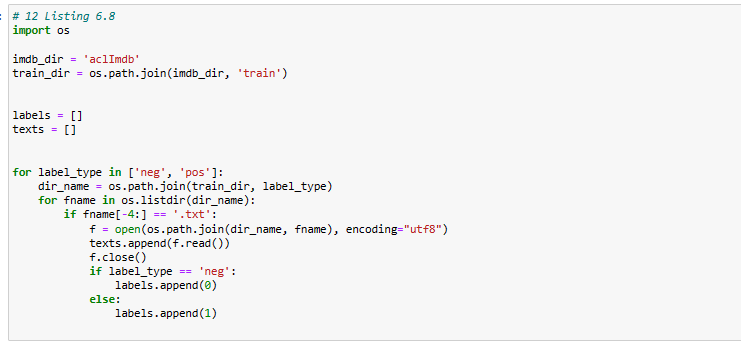 # 12 Listing 6.8
import os
imdb_dir = 'aclImdb'
train_dir = os.path.join(imdb_dir, 'train')
labels = []
texts = []
for label_type in ['neg', 'pos']:
    dir_name = os.path.join(train_dir, label_type)
    for fname in os.listdir(dir_name):
        if fname[-4:] == '.txt':
            f = open(os.path.join(dir_name, fname), encoding="utf8")
            texts.append(f.read())
            f.close()
            if label_type == 'neg':
                labels.append(0)
            else:
                labels.append(1)